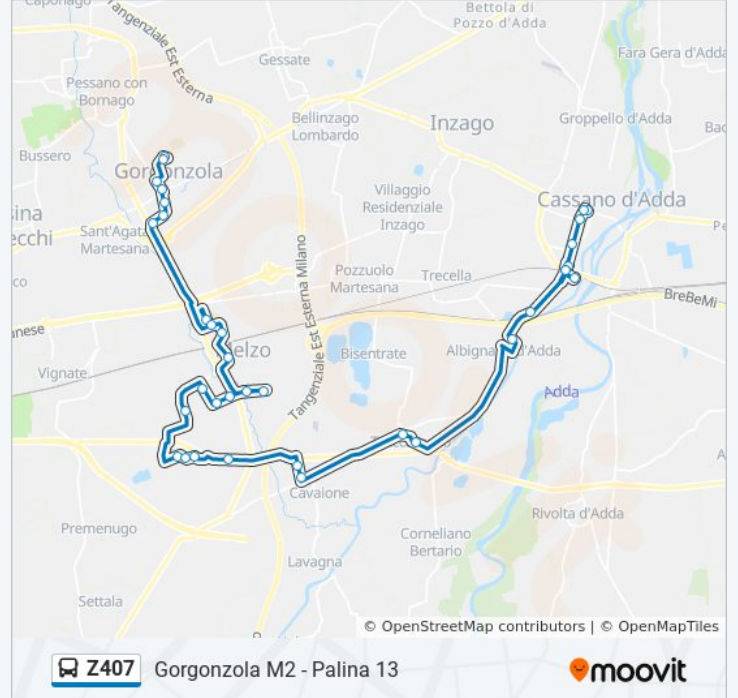 Caponago
Tangenziale Est Esterna
Bettola di
Pozzo d'Adda
Fara Gera d'Adda
Gessate
Pessano con
Bornago
Bellinzago
Lombardo
Inzago
Groppello d'Adda
Bussero
Gorgonzola
Villaggio
Residenziale
Inzago
Cassano d'Adda
Sant'Agata
Martesana
Tangenziale Est Esterna Milano
Pozzuolo
Martesana
Trecella
BreBeMi
elzo
Bisentrate
Albignano d'Adda
Vignate
Adda
Cavaione
Rivolta d'Adda
Premenugo
Corneliano
Bertario
Lavagna
Settala
© OpenStreetMap contributors | © OpenMapTiles
Z407 Gorgonzola M2 - Palina 13
moovit